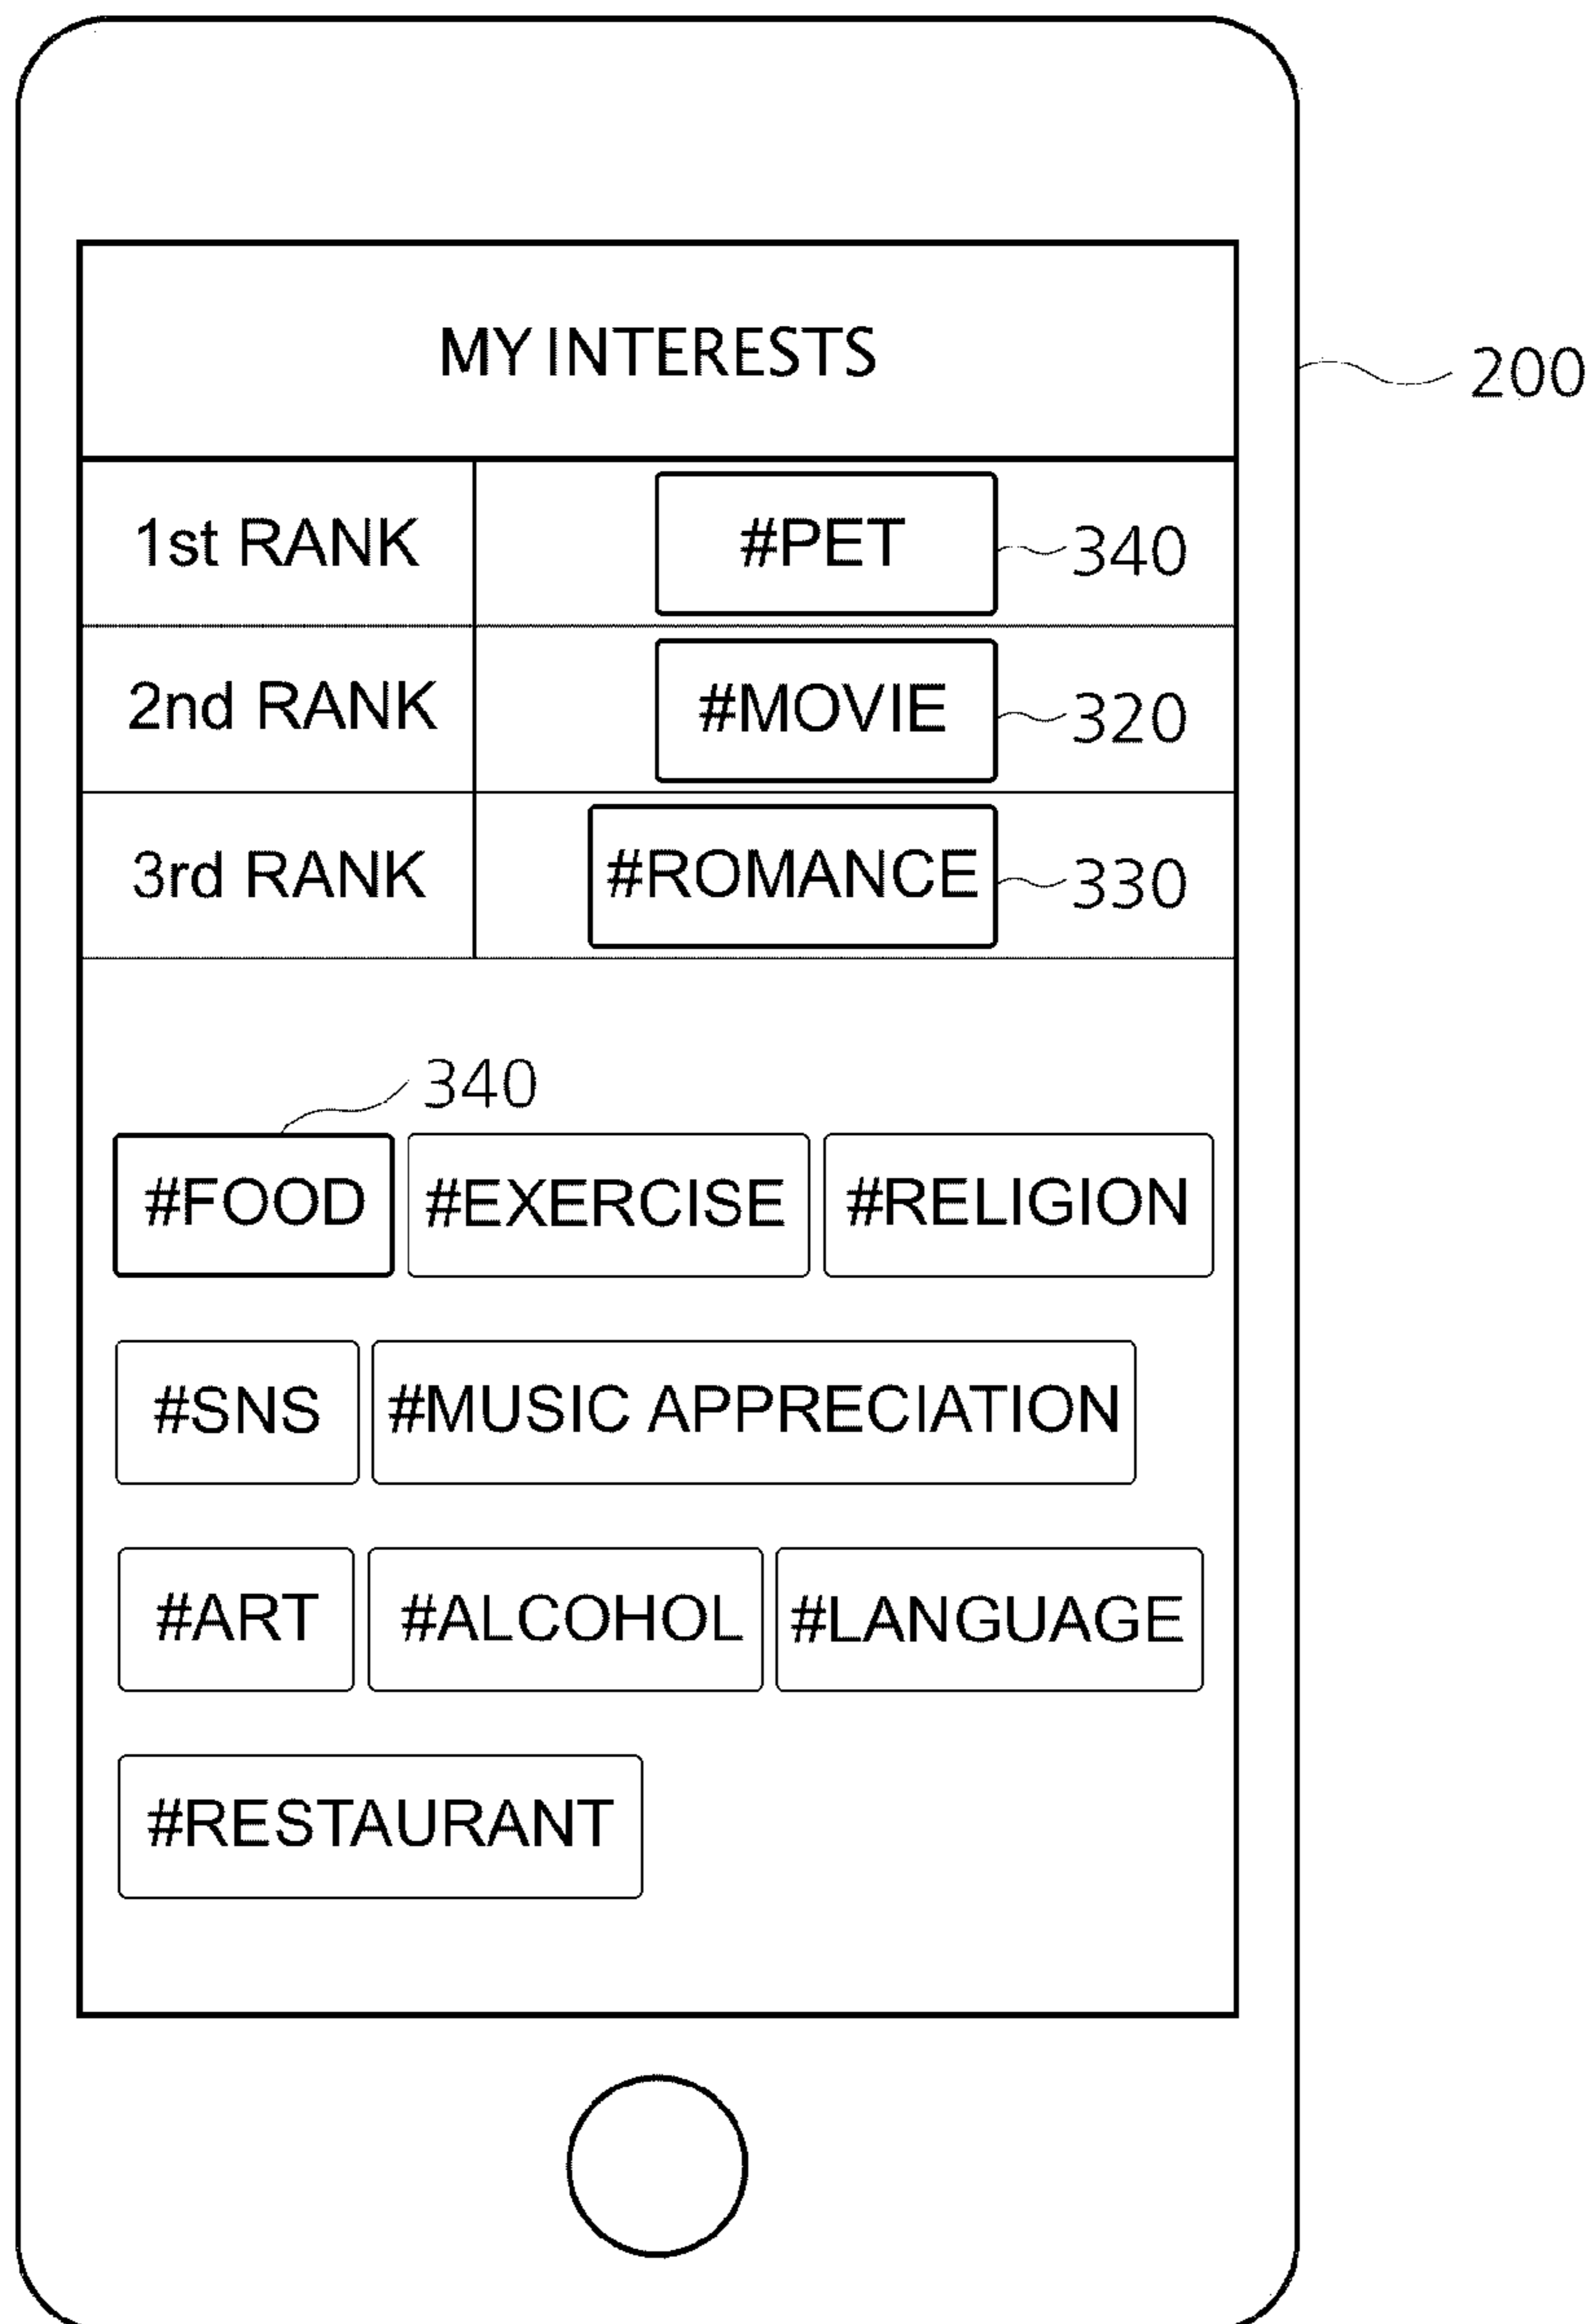 MY INTERESTS
200
1st RANK #PET 340
2nd RANK #MOVIE 320
3rd RANK #ROMANCE 330
340
#FOOD #EXERCISE #RELIGION
#SNS #MUSIC APPRECIATION
#ART #ALCOHOL #LANGUAGE
#RESTAURANT